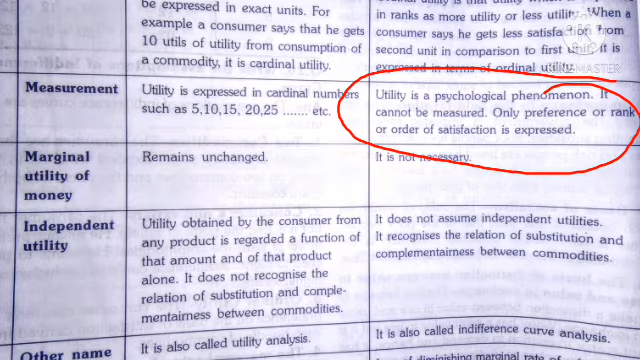 be expressed in exact units. For
example a consumer says that he gets
10 utils of utility from consumption of
a commodity, it is cardinal utility.
in ranks as more utility or less utility. When a
consumer says he gets less satisfaction from
second unit in comparison to first unit, it is
expressed in terms of ordinal utility.
Measurement
Utility is expressed in cardinal numbers
such as 5,10,15, 20,25 ....... etc.
Utility is a psychological phenomenon. It
cannot be measured. Only preference or rank
or order of satisfaction is expressed.
Marginal
utility of
money
Remains unchanged.
It is not necessary.
Independent
utility
Utility obtained by the consumer from
any product is regarded a function of
that amount and of that product
alone. It does not recognise the
relation of substitution and comple-
mentairness between commodities.
It does not assume independent utilities.
It recognises the relation of substitution and
complementairness between commodities.
Other name
It is also called utility analysis.
It is also called indifference curve analysis.
of diminishing marginal rate of